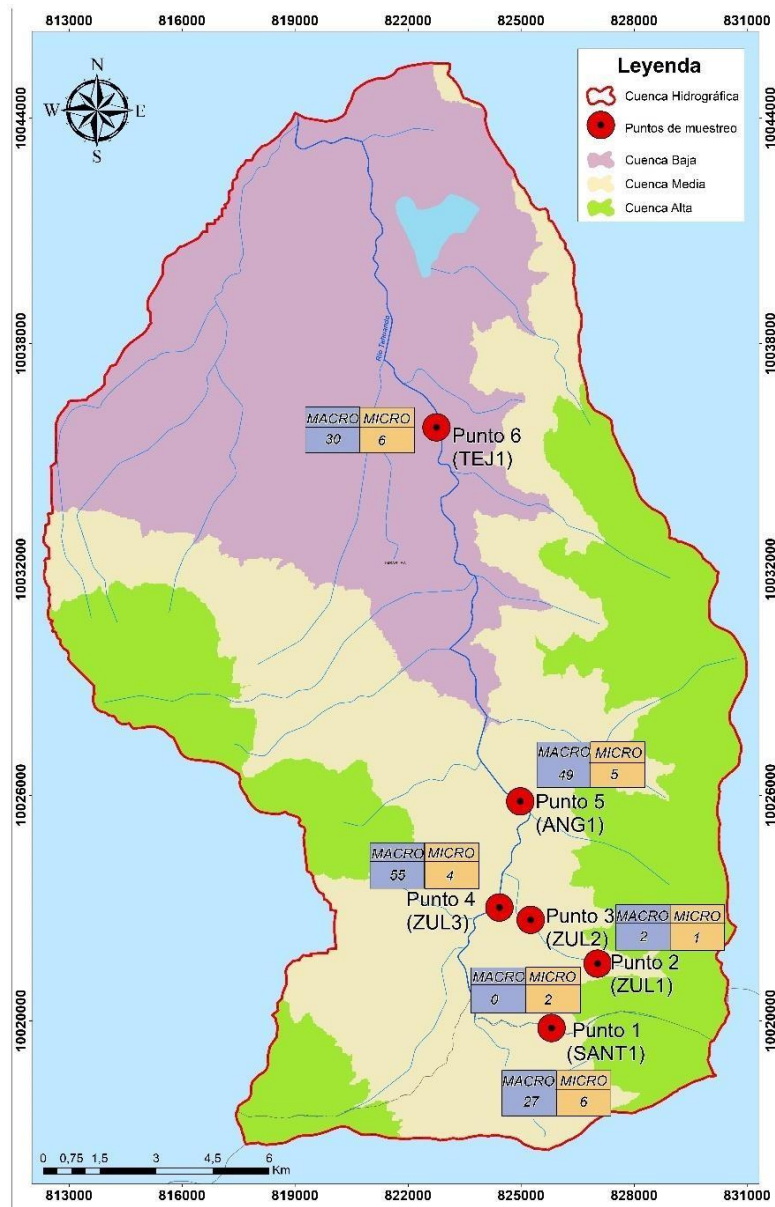 813000 816000 819000 822000 825000 828000 831000
N
W E
S
Leyenda
Cuenca Hidrográfica
Puntos de muestreo
Cuenca Baja
Cuenca Media
Cuenca Alta
10044000 10044000
10038000 10038000
Río Tahuando
MACRO MICRO
30 6
Punto 6
(TEJ1)
10032000 10032000
MACRO MICRO
49 5
10026000 10026000
Punto 5
(ANG1)
MACRO MICRO
55 4
Punto 4
(ZUL3)
Punto 3
(ZUL2)
MACRO MICRO
2 1
Punto 2
(ZUL1)
MACRO MICRO
0 2
10020000 10020000
Punto 1
(SANT1)
MACRO MICRO
27 6
0 0,75 1,5 3 4,5 6
Km
813000 816000 819000 822000 825000 828000 831000